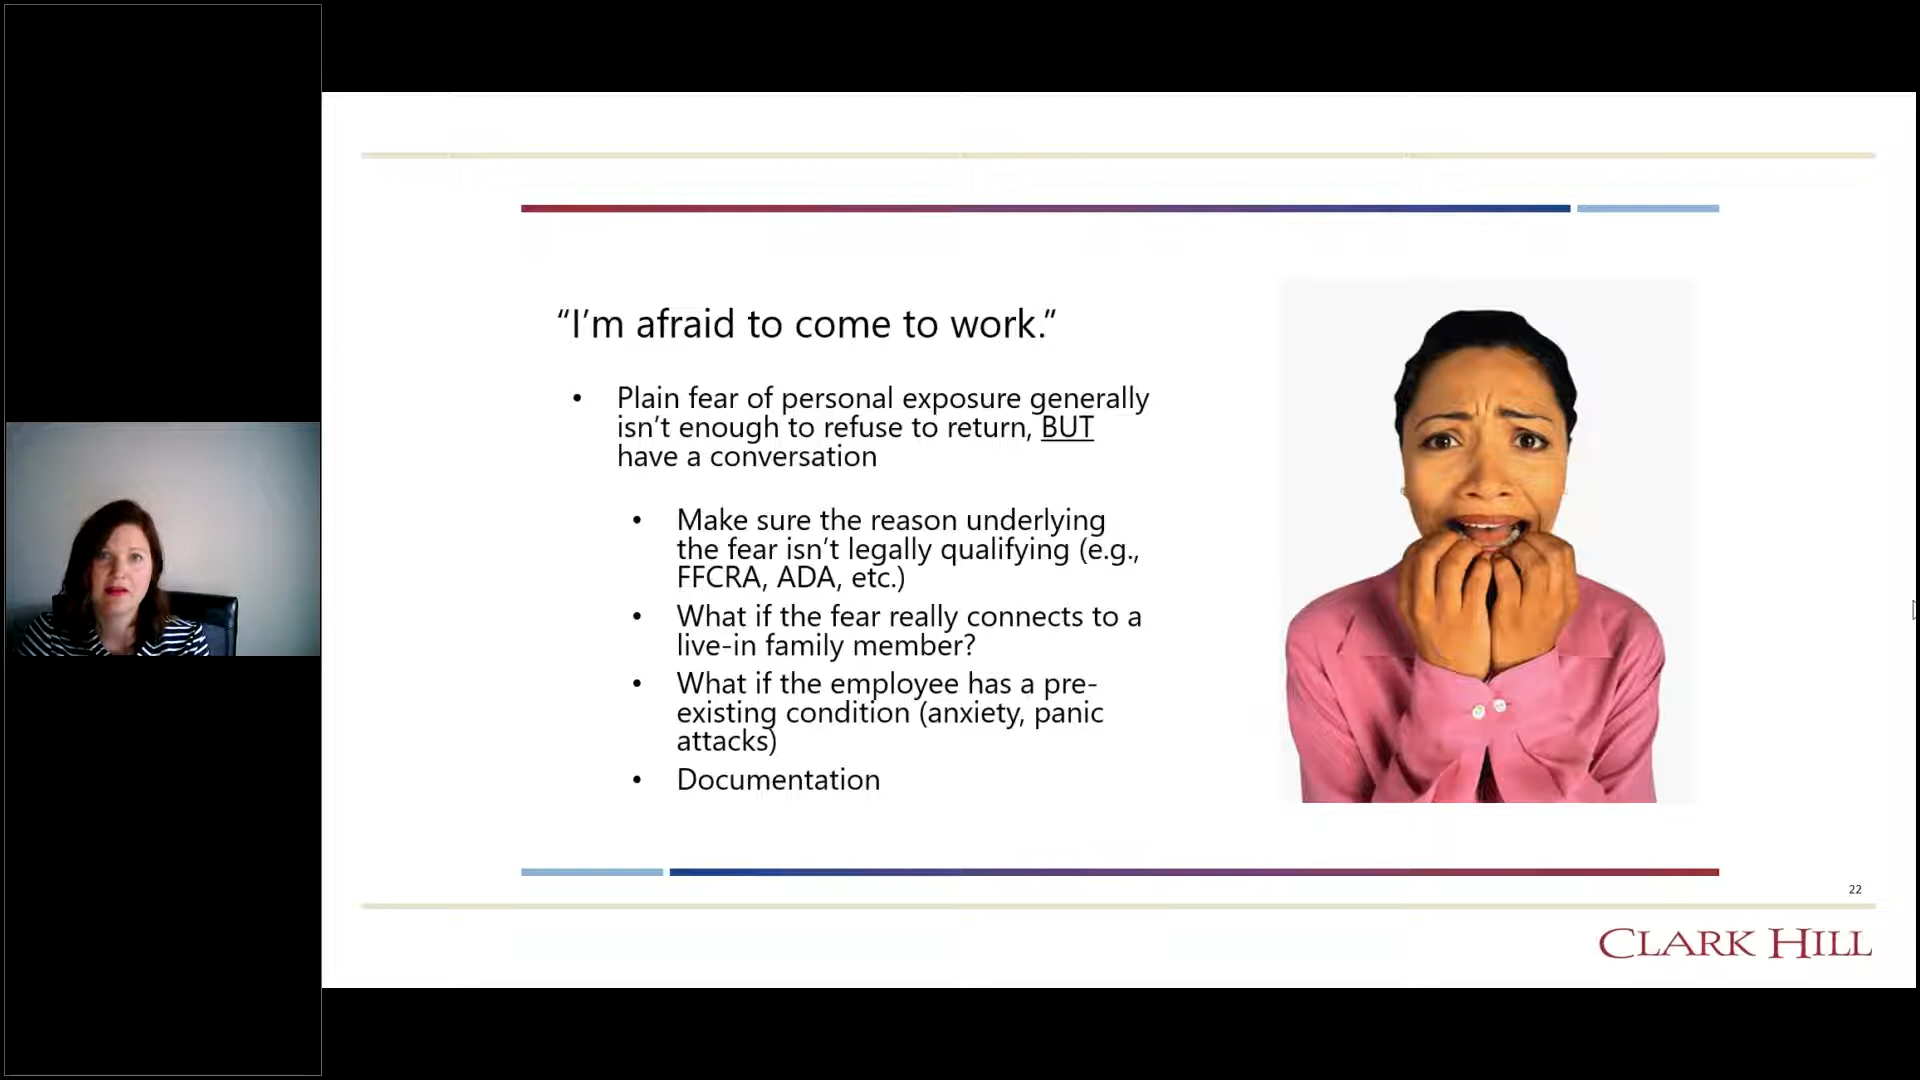 “I’m afraid to come to work.”
• Plain fear of personal exposure generally
isn’t enough to refuse to return, BUT
have a conversation
• Make sure the reason underlying
the fear isn’t legally qualifying (e.g.,
FFCRA, ADA, etc.)
• What if the fear really connects to a
live-in family member?
• What if the employee has a pre-
existing condition (anxiety, panic
attacks)
• Documentation
22
CLARK HILL